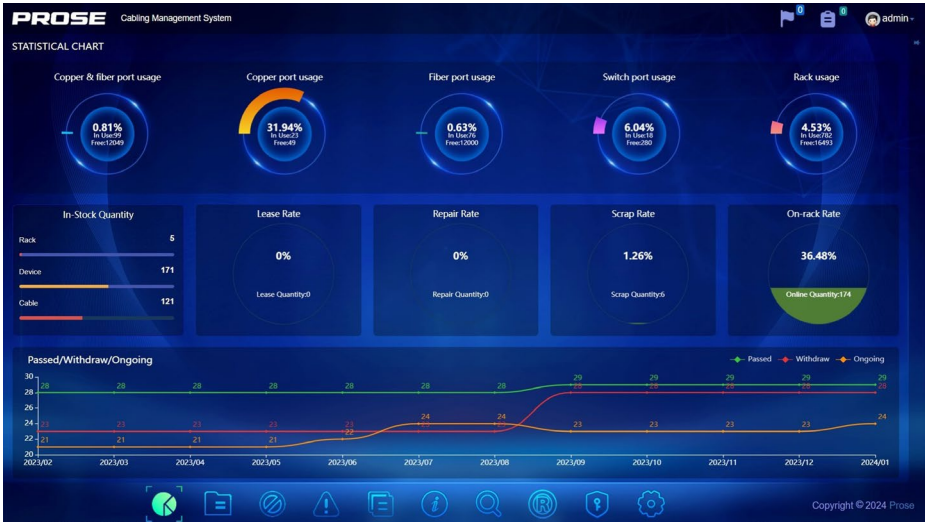 PROSE
Cabling Management System
0
0
admin
STATISTICAL CHART
Copper & fiber port usage
0.81%
In Use:99
Free:12049
Copper port usage
31.94%
In Use:23
Free:49
Fiber port usage
0.63%
In Use:76
Free:12000
Switch port usage
6.04%
In Use:18
Free:280
Rack usage
4.53%
In Use:782
Free:16493
In-Stock Quantity
Rack 5
Device 171
Cable 121
Lease Rate
0%
Lease Quantity:0
Repair Rate
0%
Repair Quantity:0
Scrap Rate
1.26%
Scrap Quantity:6
On-rack Rate
36.48%
Online Quantity:174
Passed/Withdraw/Ongoing
Passed Withdraw Ongoing
30
28
26
24
22
20
28 28 28 28 28 28 28 29 29 29 29 29
23 23 23 23 23 23 23 28 28 28 28 28
21 21 21 21 22 24 24 23 23 23 23 24
2023/02 2023/03 2023/04 2023/05 2023/06 2023/07 2023/08 2023/09 2023/10 2023/11 2023/12 2024/01
R
Copyright © 2024 Prose